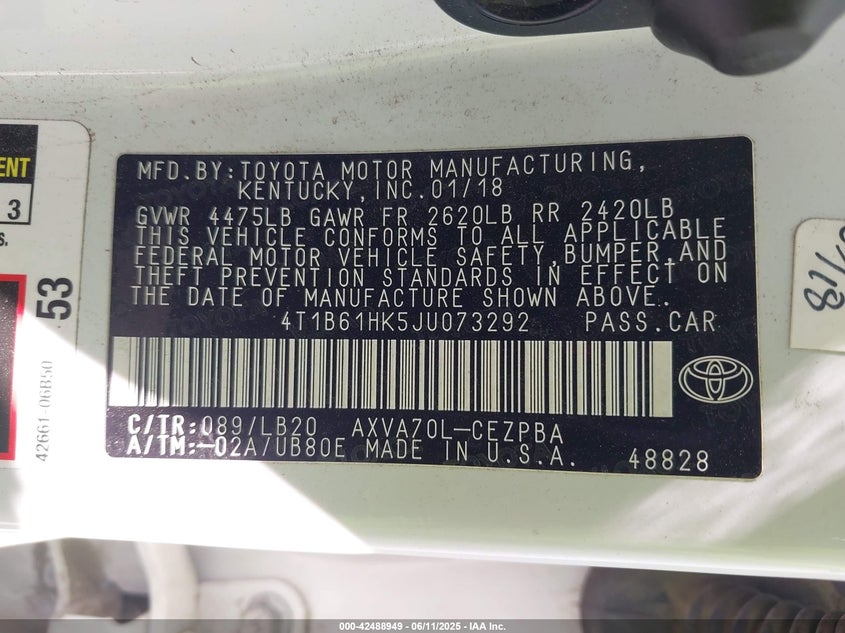 MFD.BY:TOYOTA MOTOR MANUFACTURING,
KENTUCKY,INC.01/18
GVWR 4475LB GAWR FR 2620LB RR 2420LB
THIS VEHICLE CONFORMS TO ALL APPLICABLE
FEDERAL MOTOR VEHICLE SAFETY,BUMPER,AND
THEFT PREVENTION STANDARDS IN EFFECT ON
THE DATE OF MANUFACTURE SHOWN ABOVE.
4T1B61HK5JU073292 PASS.CAR
C/TR:089/LB20 AXVA70L-CEZPBA
A/TM:-02A/UB80E MADE IN U.S.A. 48828
3
53
42661-06B50
000-42488949 - 06/11/2025 - IAA Inc.